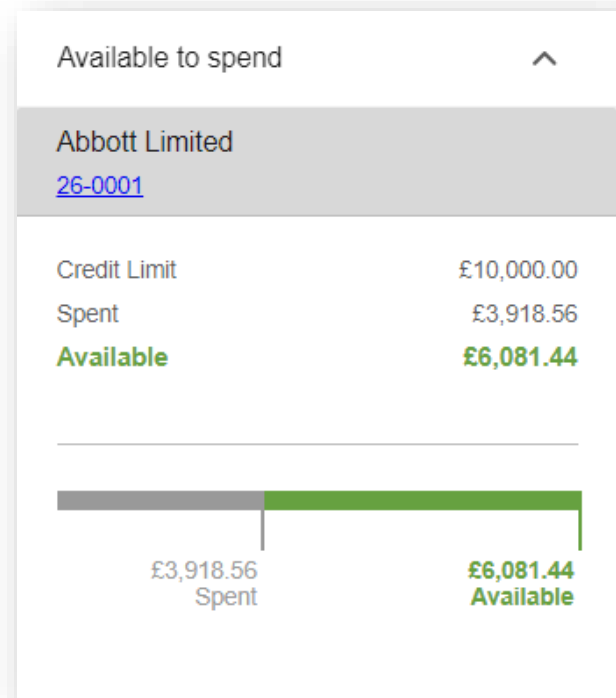 Available to spend
Abbott Limited
26-0001
Credit Limit £10,000.00
Spent £3,918.56
Available £6,081.44
£3,918.56 £6,081.44
Spent Available